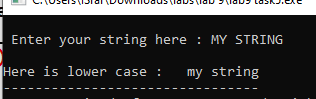 C:\Users\Israr\Downloads\labs\lab 9\lab9 task5.exe
Enter your string here : MY STRING
Here is lower case :   my string
--------------------------------